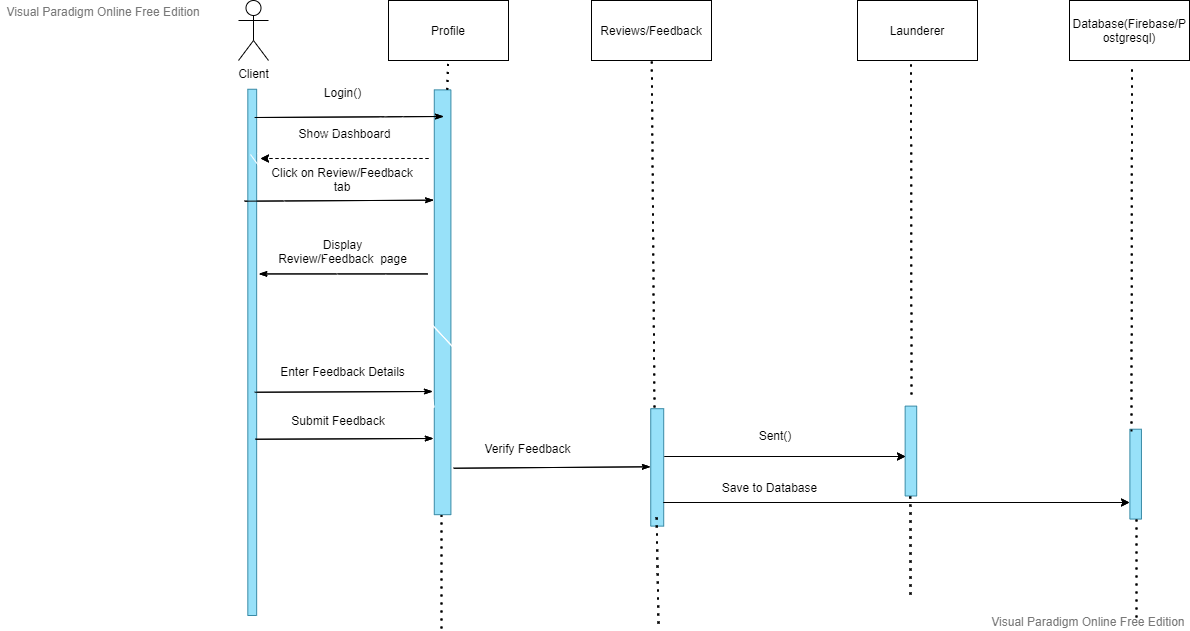 Visual Paradigm Online Free Edition
Client
Profile
Reviews/Feedback
Launderer
Database(Firebase/P
ostgresql)
Login()
Show Dashboard
Click on Review/Feedback
tab
Display
Review/Feedback page
Enter Feedback Details
Submit Feedback
Verify Feedback
Sent()
Save to Database
Visual Paradigm Online Free Edition